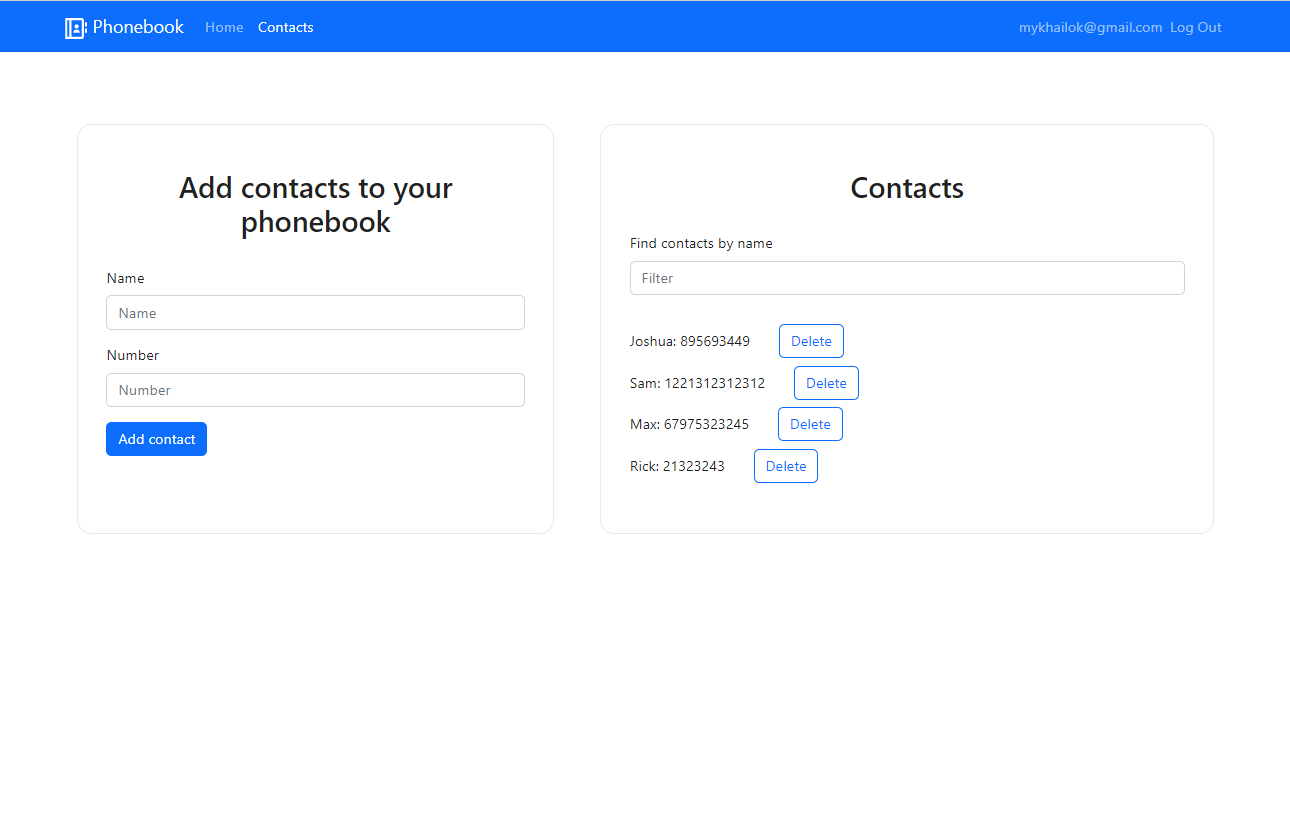 Phonebook Home Contacts mykhailok@gmail.com Log Out
Add contacts to your
phonebook
Name
Name
Number
Number
Add contact
Contacts
Find contacts by name
Filter
Joshua: 895693449 Delete
Sam: 1221312312312 Delete
Max: 67975323245 Delete
Rick: 21323243 Delete